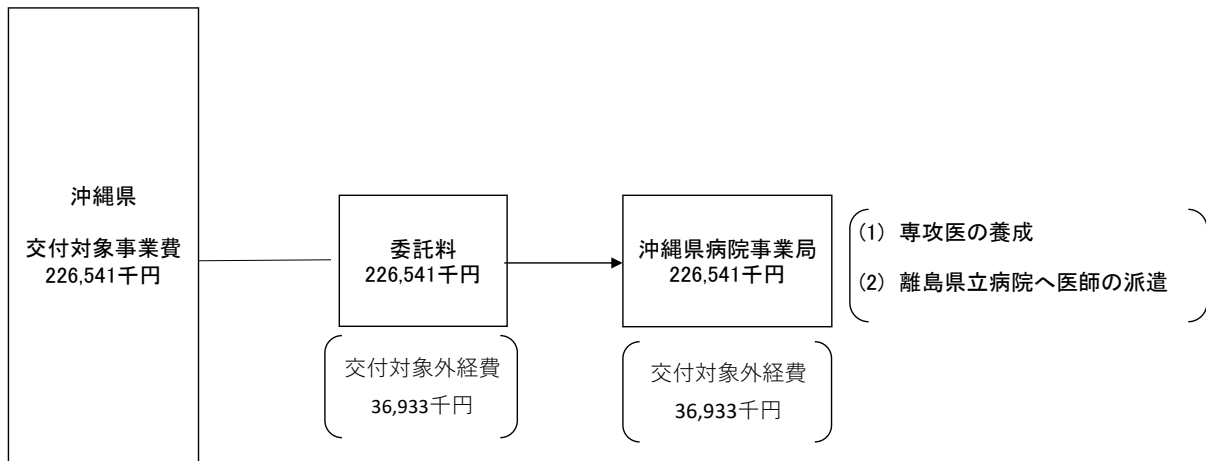 沖縄県
交付対象事業費
226,541千円
委託料
226,541千円
交付対象外経費
36,933千円
沖縄県病院事業局
226,541千円
交付対象外経費
36,933千円
(1) 専攻医の養成
(2) 離島県立病院へ医師の派遣